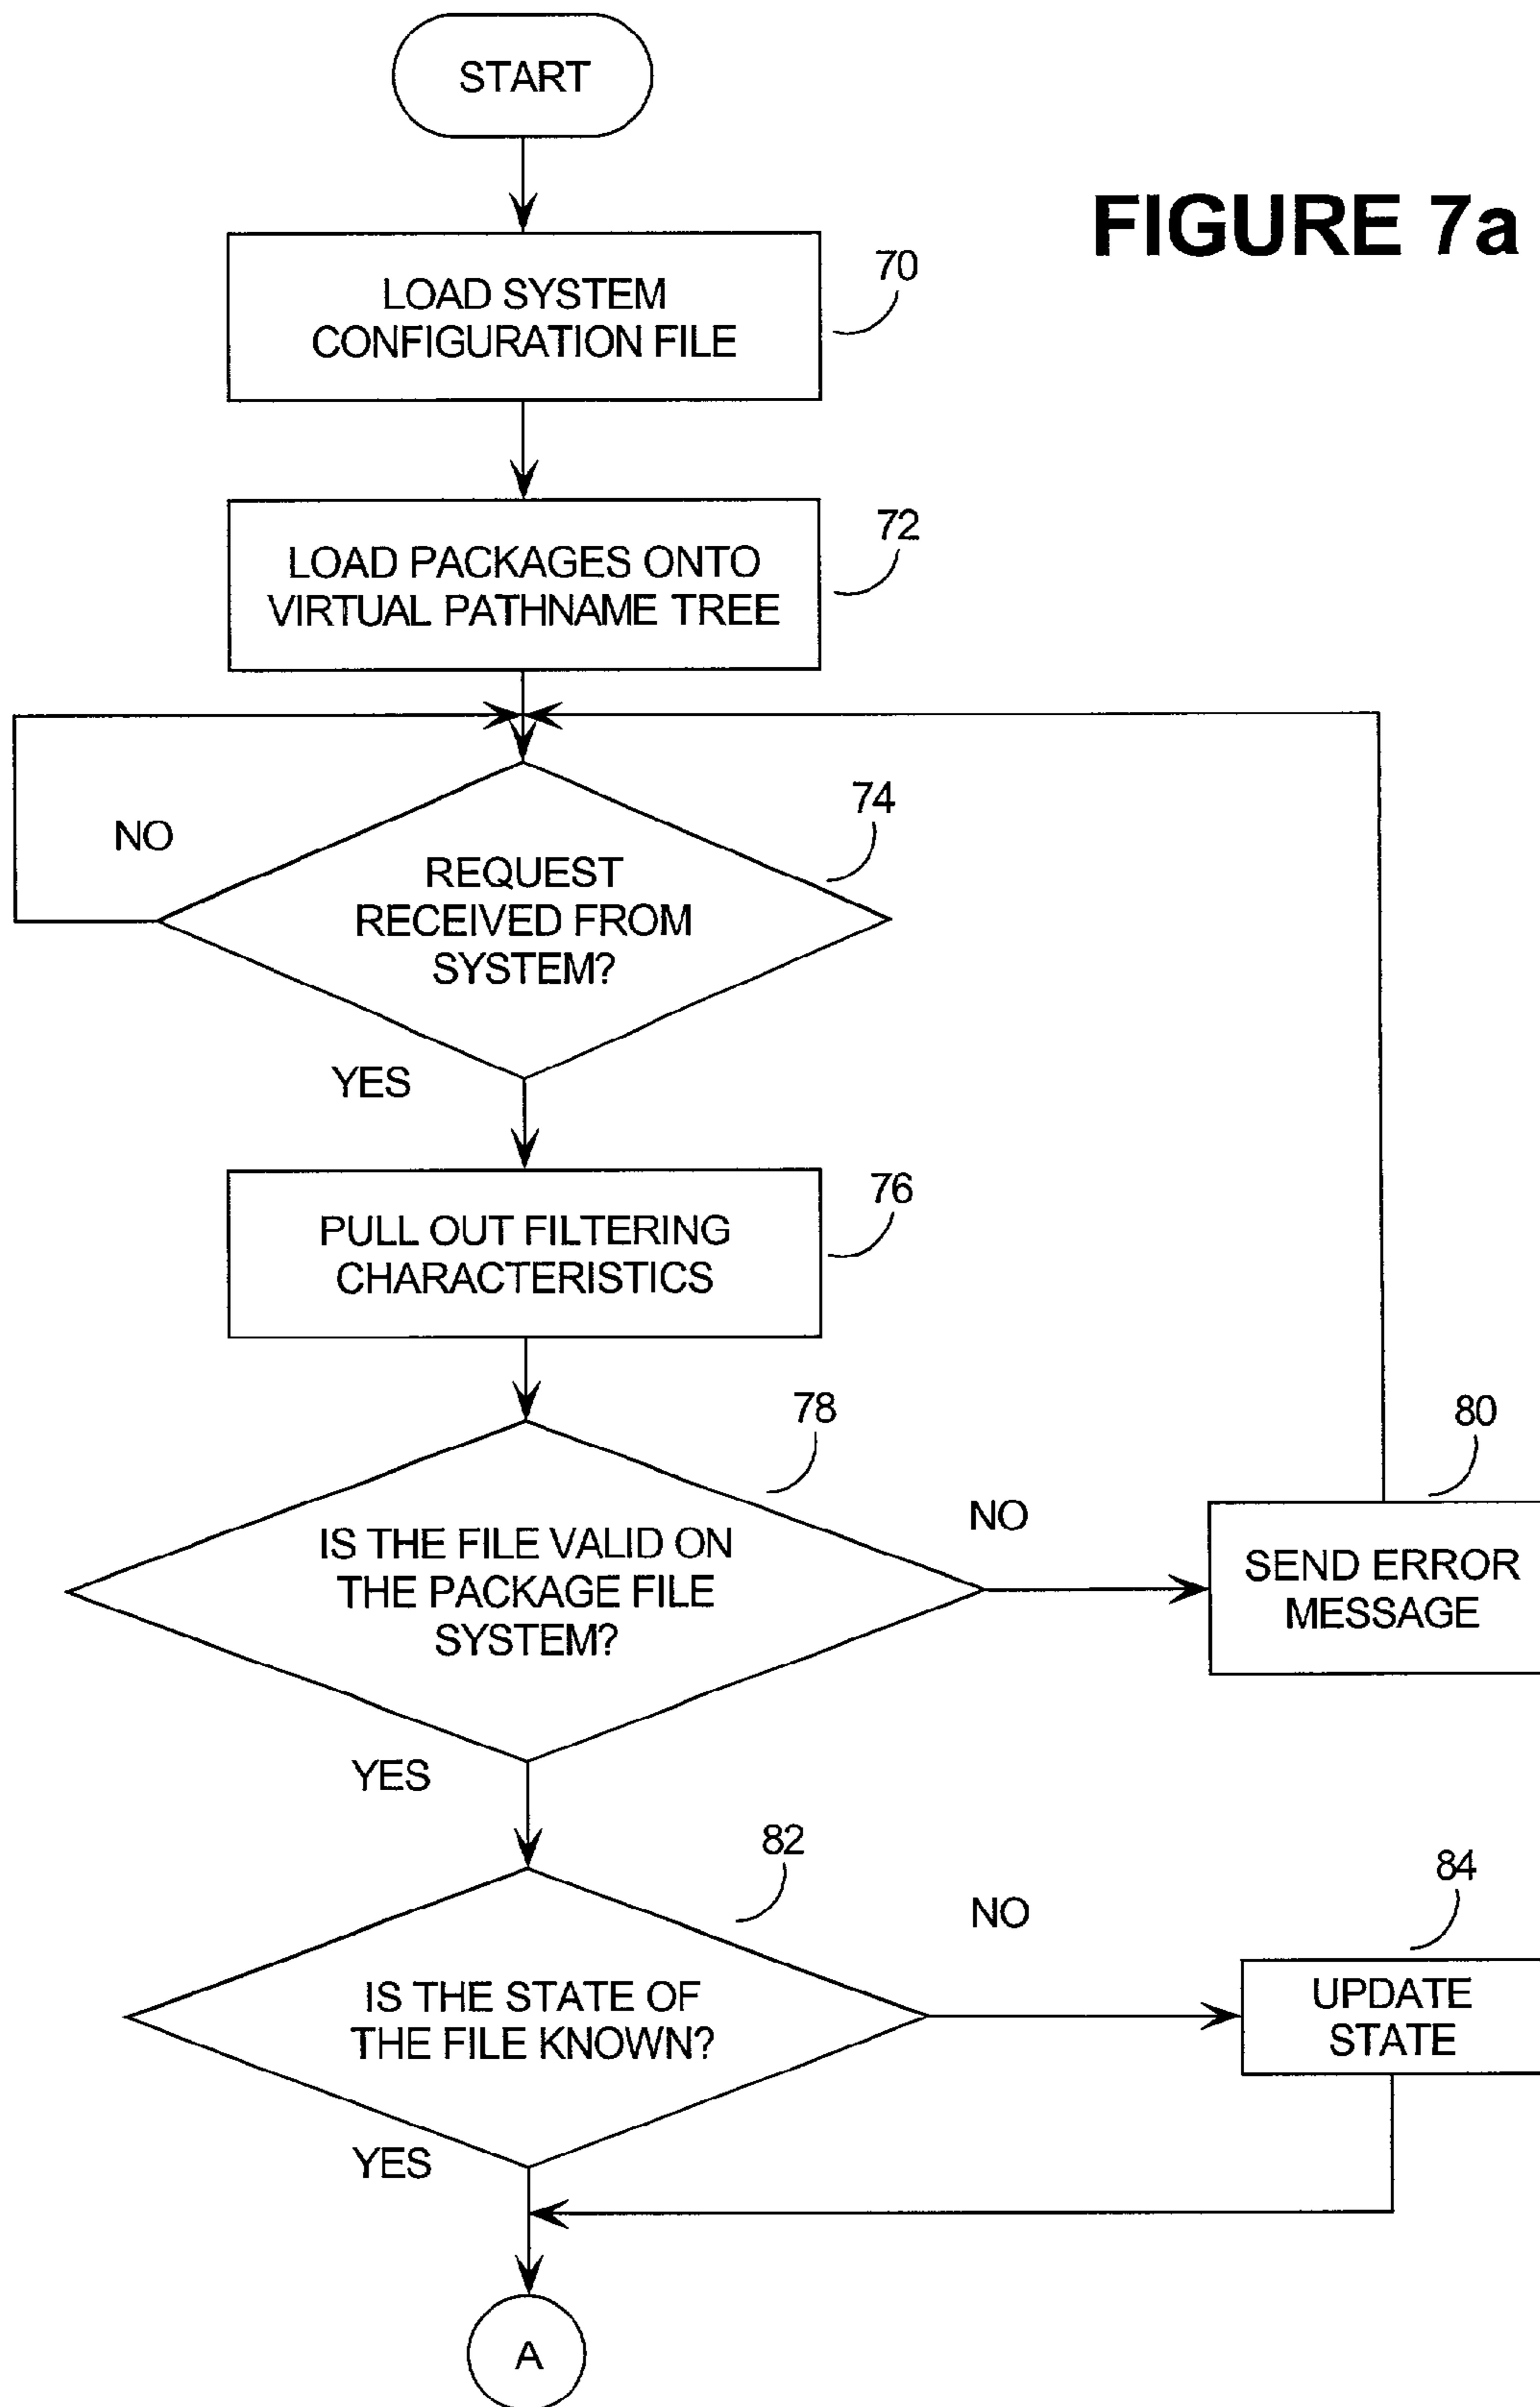 START
FIGURE 7a
70
LOAD SYSTEM
CONFIGURATION FILE
72
LOAD PACKAGES ONTO
VIRTUAL PATHNAME TREE
74
NO
REQUEST
RECEIVED FROM
SYSTEM?
YES
76
PULL OUT FILTERING
CHARACTERISTICS
78
80
NO
IS THE FILE VALID ON
THE PACKAGE FILE
SYSTEM?
SEND ERROR
MESSAGE
YES
82
84
NO
IS THE STATE OF
THE FILE KNOWN?
UPDATE
STATE
YES
A